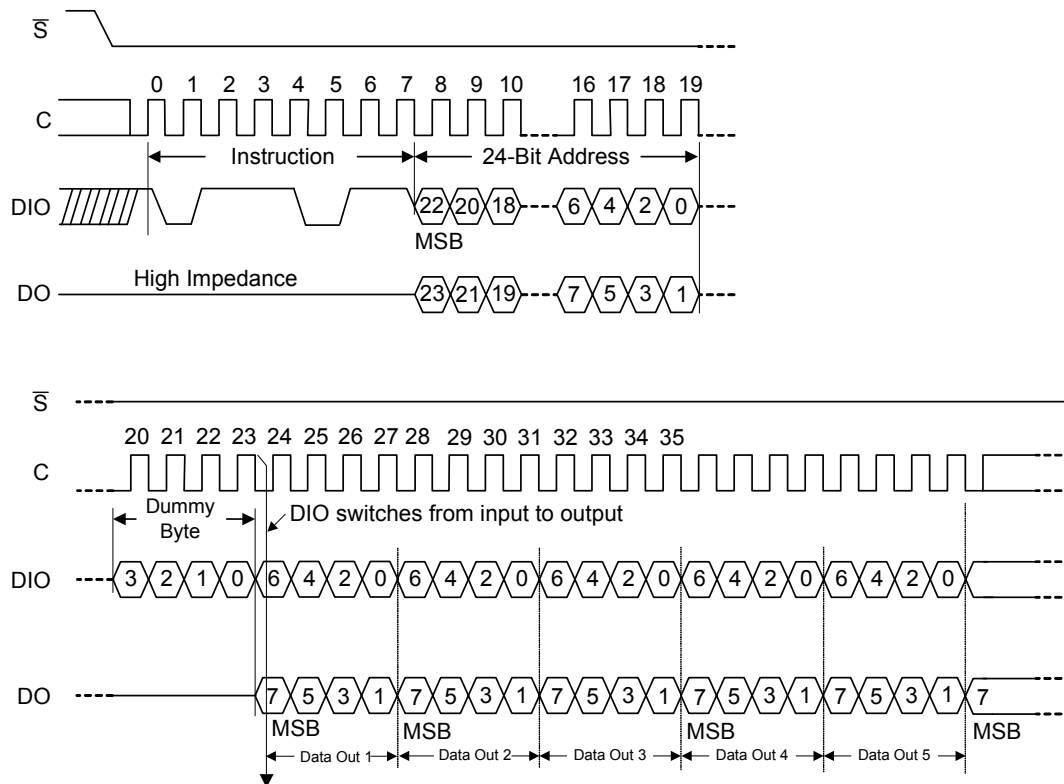 S̅
0 1 2 3 4 5 6 7 8 9 10 16 17 18 19
C
Instruction 24-Bit Address
DIO 22 20 18 6 4 2 0
MSB
High Impedance
DO 23 21 19 7 5 3 1
S̅
20 21 22 23 24 25 26 27 28 29 30 31 32 33 34 35
C
Dummy
Byte
DIO switches from input to output
DIO 3 2 1 0 6 4 2 0 6 4 2 0 6 4 2 0 6 4 2 0 6 4 2 0
DO 7 5 3 1 7 5 3 1 7 5 3 1 7 5 3 1 7 5 3 1 7
MSB MSB MSB MSB
Data Out 1 Data Out 2 Data Out 3 Data Out 4 Data Out 5